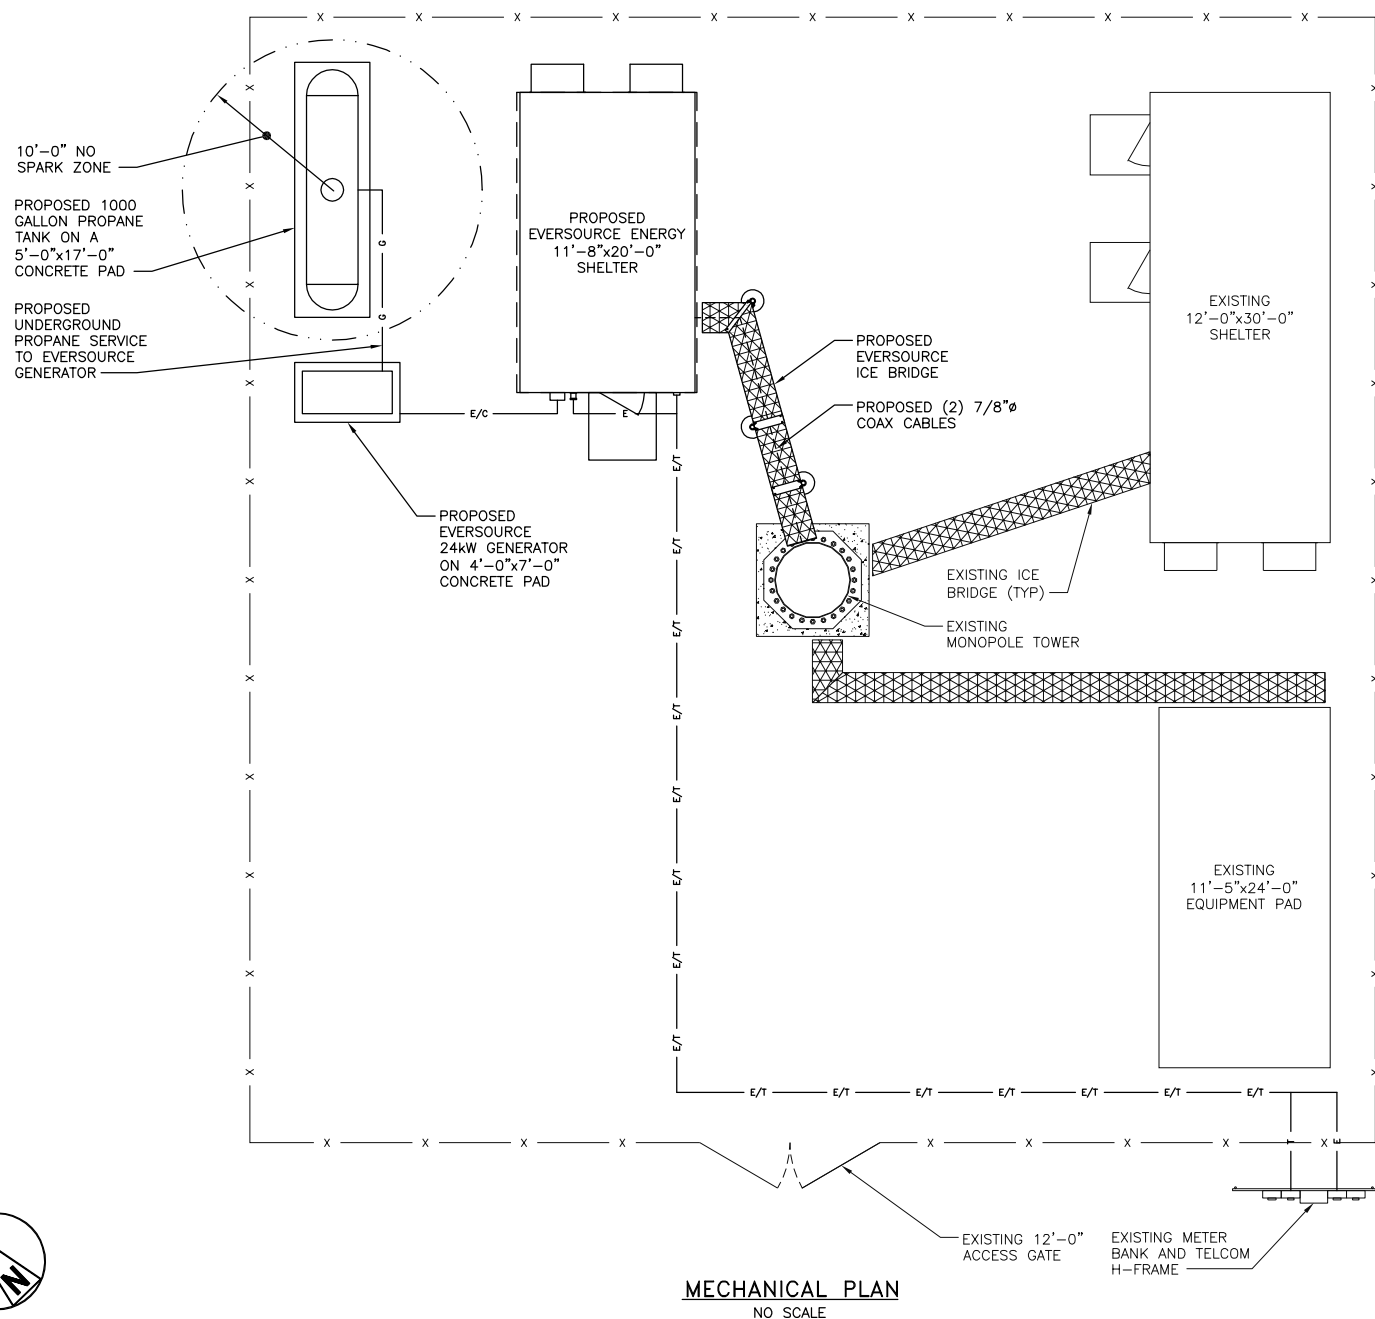 10'-0" NO
SPARK ZONE
PROPOSED 1000
GALLON PROPANE
TANK ON A
5'-0"x17'-0"
CONCRETE PAD
PROPOSED
UNDERGROUND
PROPANE SERVICE
TO EVERSOURCE
GENERATOR
PROPOSED
EVERSOURCE ENERGY
11'-8"x20'-0"
SHELTER
EXISTING
12'-0"x30'-0"
SHELTER
PROPOSED
EVERSOURCE
ICE BRIDGE
PROPOSED (2) 7/8"ø
COAX CABLES
PROPOSED
EVERSOURCE
24kW GENERATOR
ON 4'-0"x7'-0"
CONCRETE PAD
EXISTING ICE
BRIDGE (TYP)
EXISTING
MONOPOLE TOWER
EXISTING
11'-5"x24'-0"
EQUIPMENT PAD
G
G
E/C
E
E/T
E/T
E/T
E/T
E/T
E/T
E/T
E/T
E/T E/T E/T E/T E/T E/T E/T
T
E
X X X X X X X X X X X
X
X
X
X
X
X
X
X
X
X
X
X X X X X X X X X X
EXISTING 12'-0"
ACCESS GATE
EXISTING METER
BANK AND TELCOM
H-FRAME
N
MECHANICAL PLAN
NO SCALE